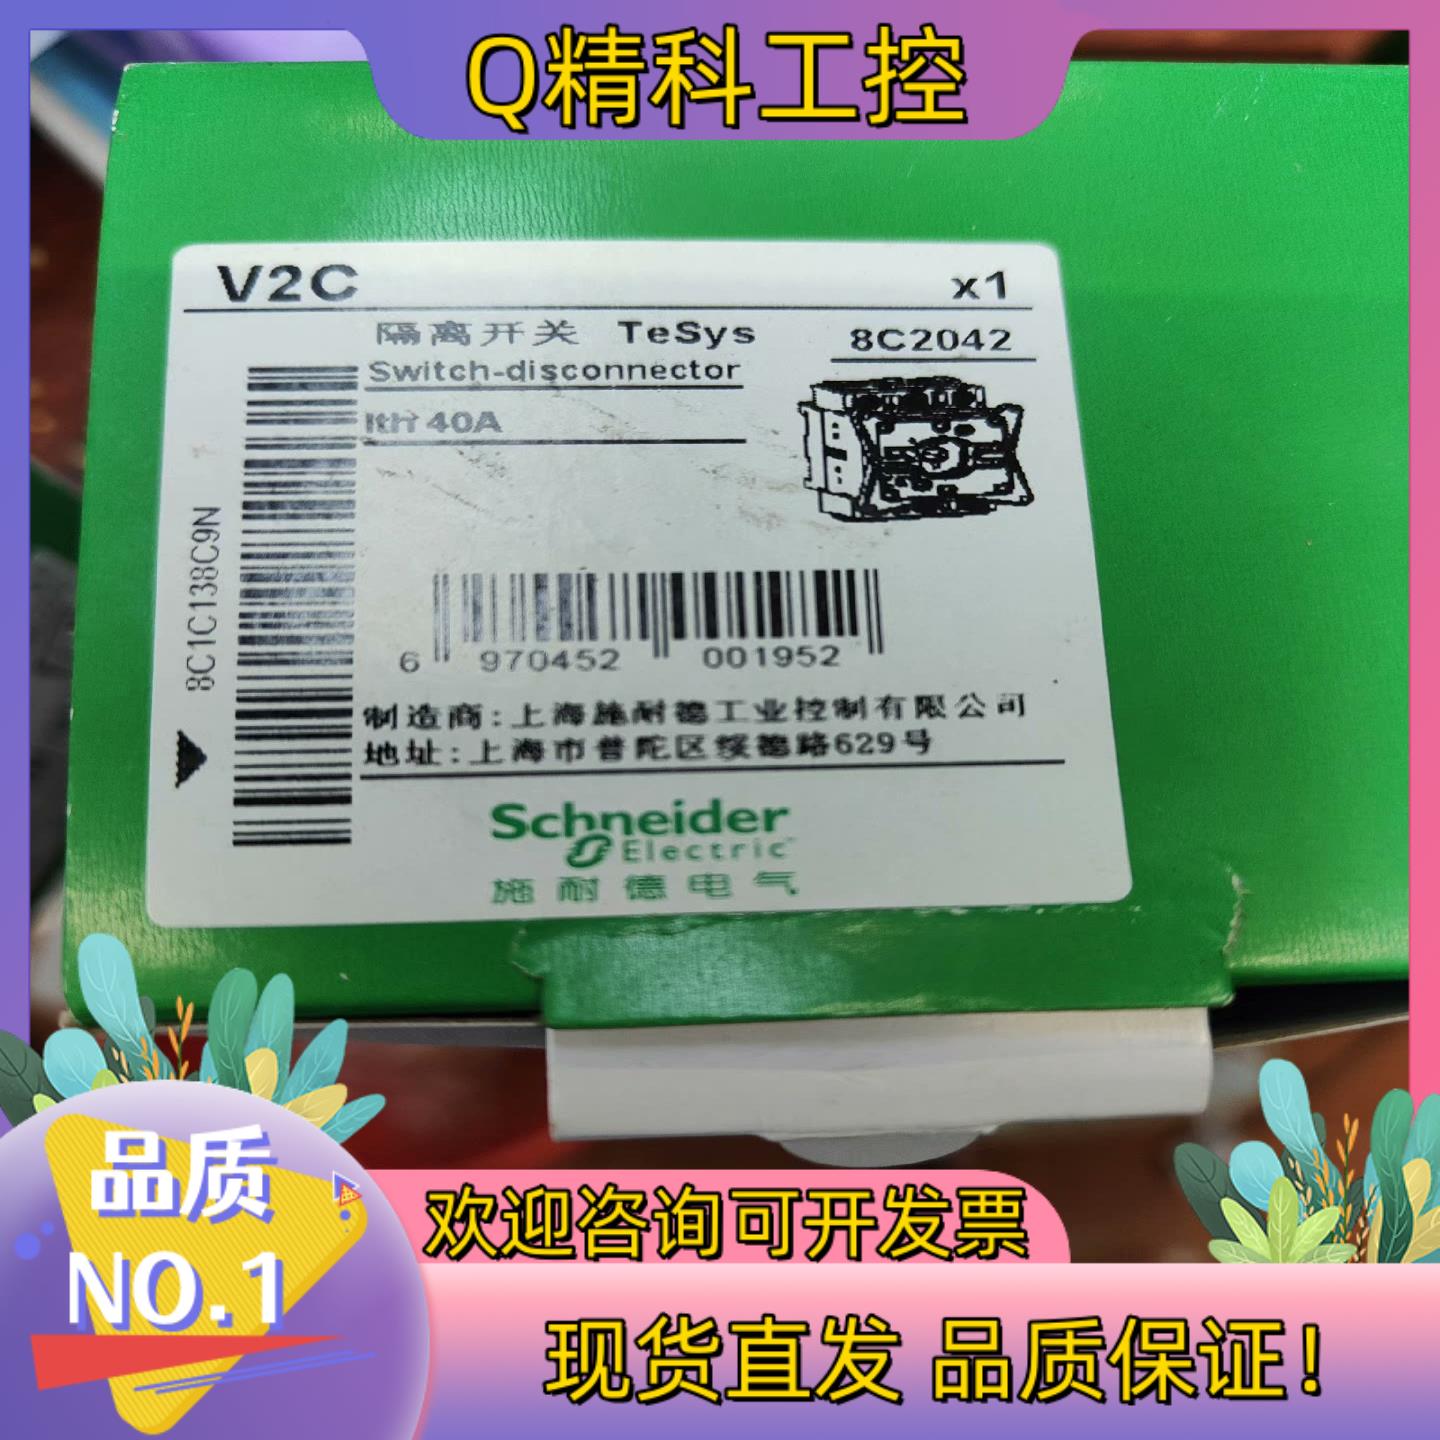 Q精科工控
V2C
x1
隔离开关 TeSys
8C2042
Switch-disconnector
Ith 40A
8C1C138C9N
6 970452 001952
制造商:上海施耐德工业控制有限公司
地址:上海市普陀区绥德路629号
Schneider
Electric
施耐德电气
品质
NO.1
欢迎咨询可开发票
现货直发 品质保证!